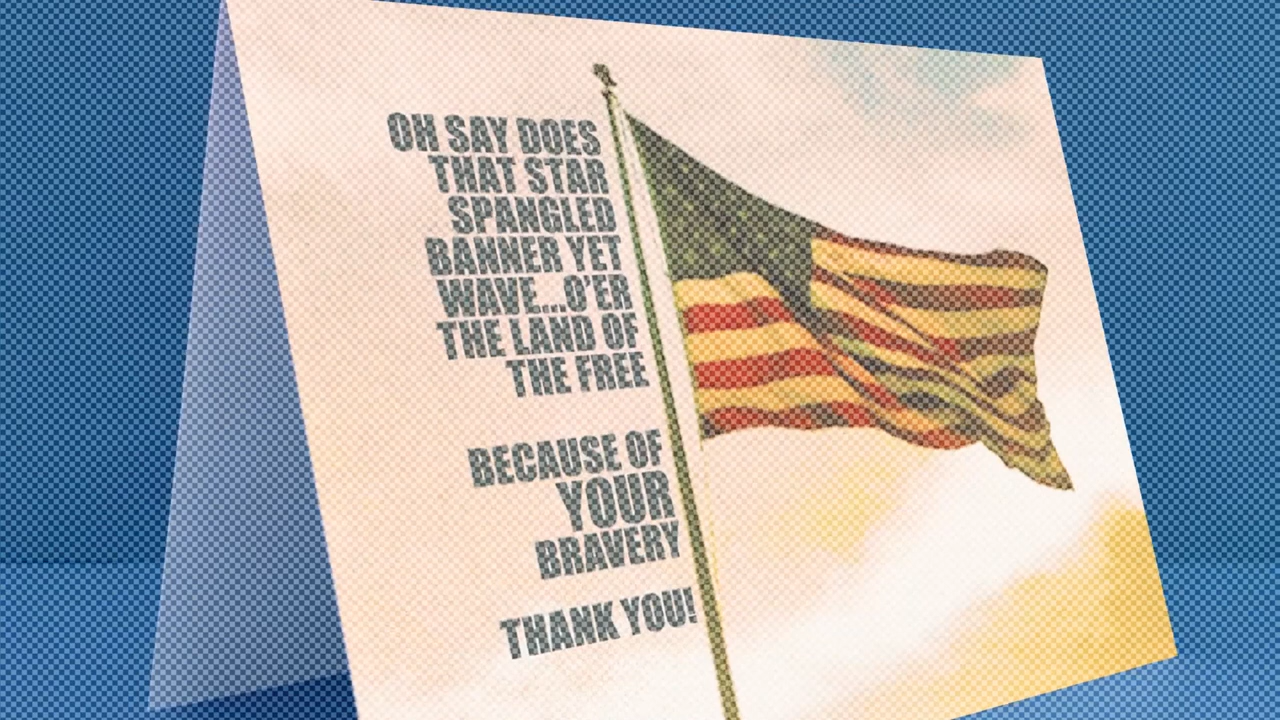 OH SAY DOES
THAT STAR
SPANGLED
BANNER YET
WAVE...O'ER
THE LAND OF
THE FREE
BECAUSE OF
YOUR
BRAVERY
THANK YOU!